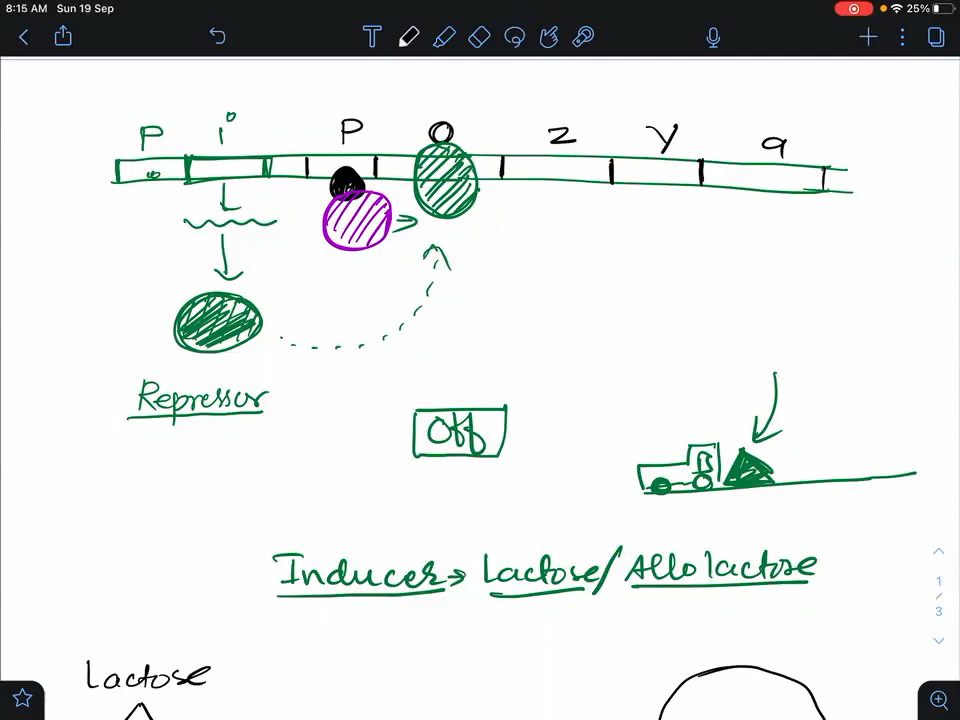 8:15 AM Sun 19 Sep
25%
T
P i P O z y a
Repressor
Off
Inducer → Lactose/Allolactose
1
/
3
Lactose